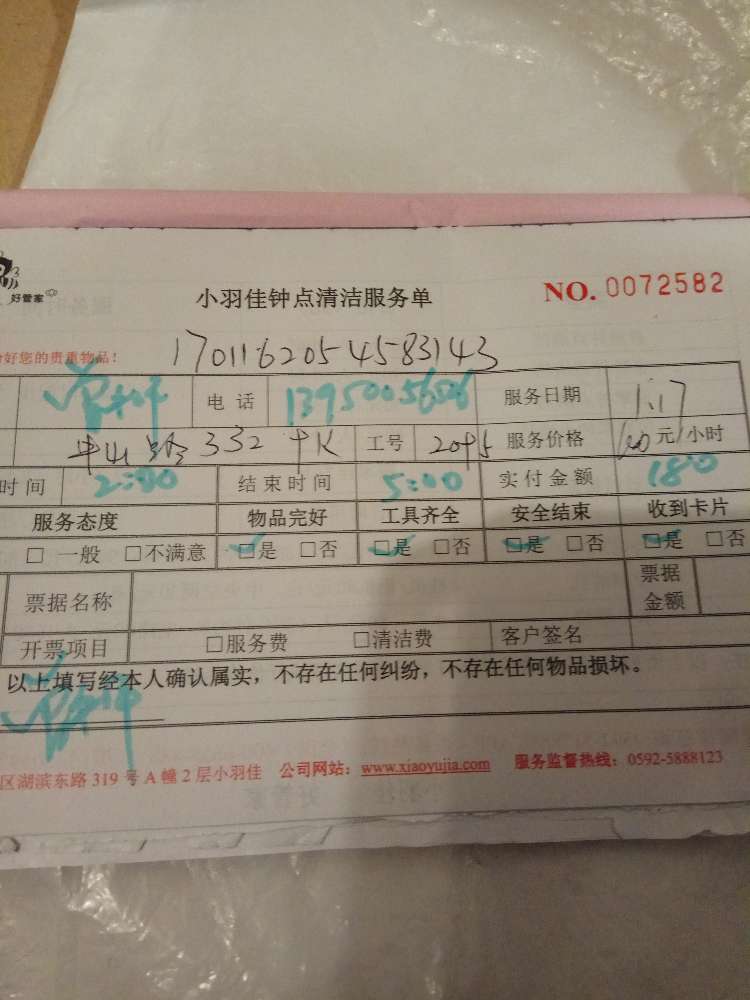 好管家
小羽佳钟点清洁服务单 NO. 0072582
好您的贵重物品!
17011620545483143
电 话 13950056506 服务日期 1.17
中山路332 工号 2095 服务价格 元/小时
时 间 2:00 结 束 时 间 5:00 实 付 金 额 180
服务态度 物品完好 工具齐全 安全结束 收到卡片
□ 一般 □不满意 □是 □否 □是 □否 □是 □否 □是 □否
票据名称 票据金额
开票项目 □服务费 □清洁费 客户签名
以上填写经本人确认属实，不存在任何纠纷，不存在任何物品损坏。
区湖滨东路 319 号 A 幢 2 层小羽佳 公司网站：www.xiaoyujia.com 服务监督热线：0592-5888123